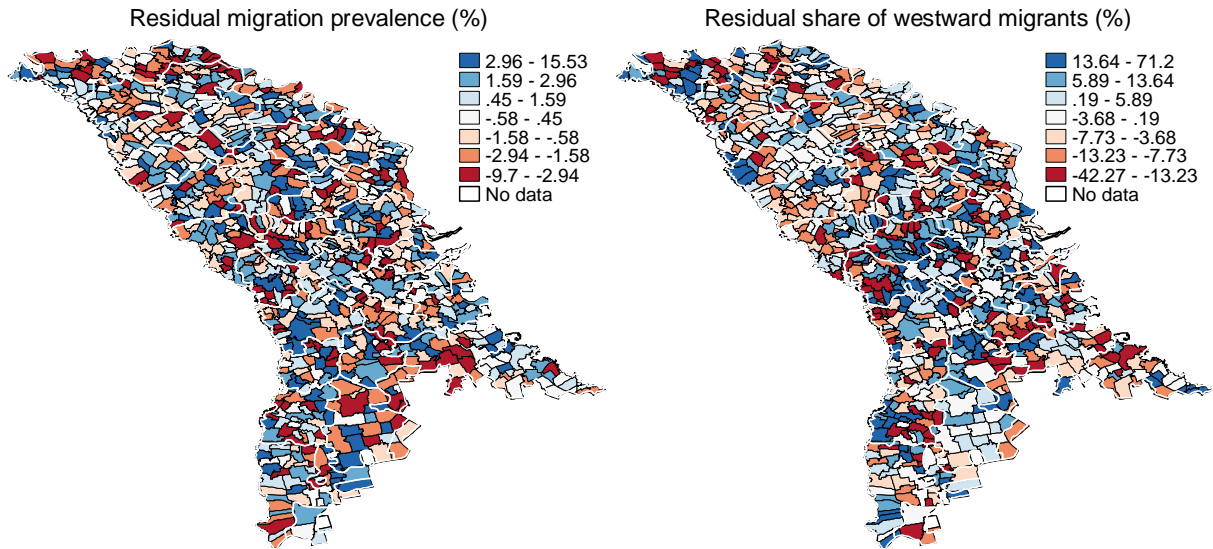 Residual migration prevalence (%)
2.96 - 15.53
1.59 - 2.96
.45 - 1.59
-.58 - .45
-1.58 - -.58
-2.94 - -1.58
-9.7 - -2.94
No data
Residual share of westward migrants (%)
13.64 - 71.2
5.89 - 13.64
.19 - 5.89
-3.68 - .19
-7.73 - -3.68
-13.23 - -7.73
-42.27 - -13.23
No data